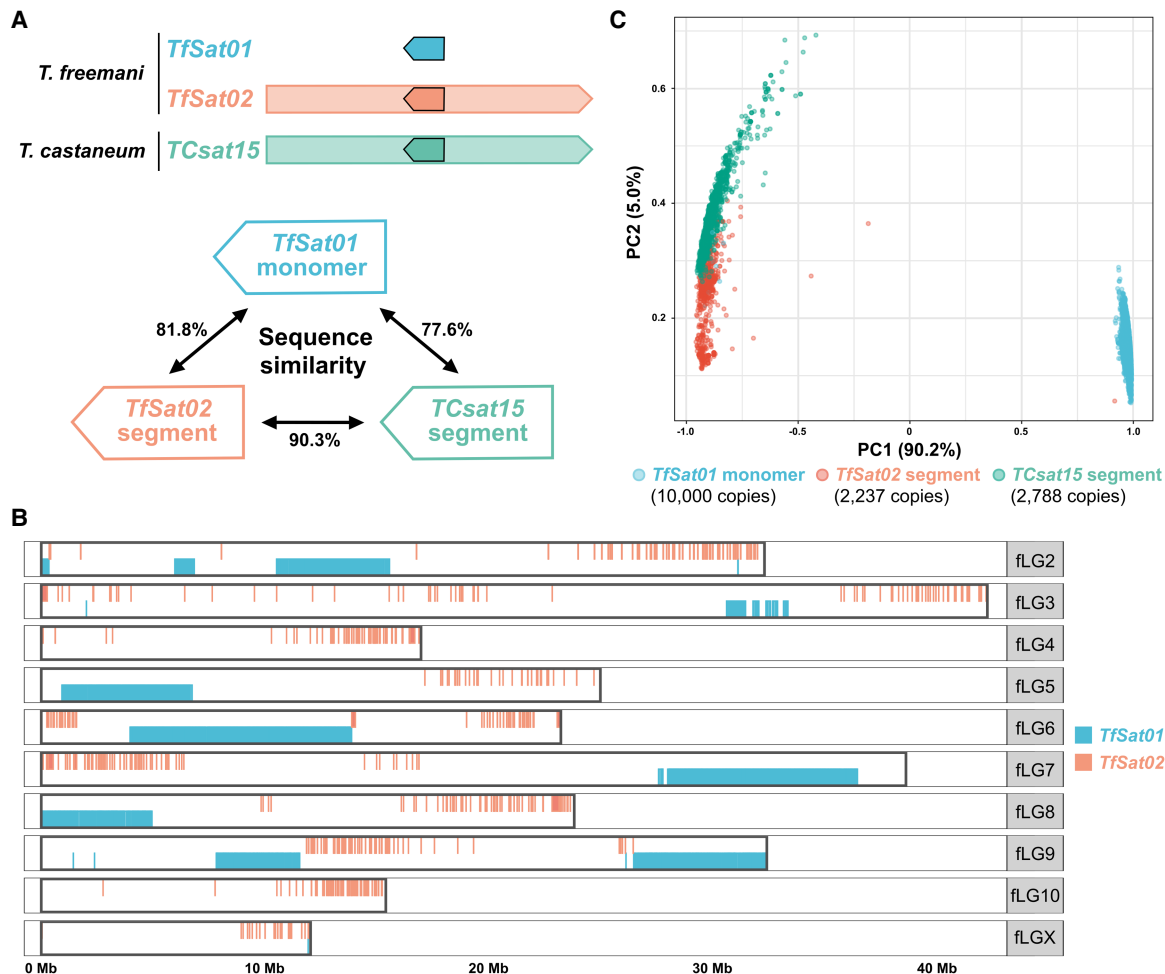 A
T. freemani
TfSat01
TfSat02
T. castaneum
TCsat15
TfSat01
monomer
81.8%
Sequence
similarity
77.6%
TfSat02
segment
90.3%
TCsat15
segment
C
PC2 (5.0%)
0.6
0.4
0.2
-1.0
-0.5
0.0
0.5
1.0
PC1 (90.2%)
TfSat01 monomer
(10,000 copies)
TfSat02 segment
(2,237 copies)
TCsat15 segment
(2,788 copies)
B
fLG2
fLG3
fLG4
fLG5
fLG6
fLG7
fLG8
fLG9
fLG10
fLGX
0 Mb
10 Mb
20 Mb
30 Mb
40 Mb
TfSat01
TfSat02